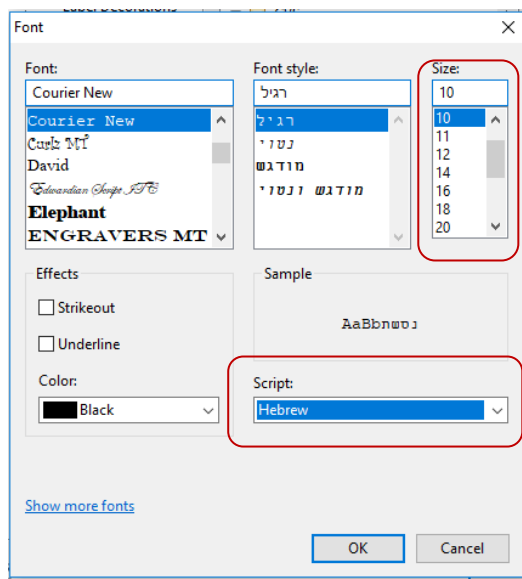 Font
Font:
Courier New
Courier New
Curlz MT
David
Edwardian Script ITC
Elephant
ENGRAVERS MT
Font style:
רגיל
רגיל
נטוי
מודגש
מודגש ונטוי
Size:
10
10
11
12
14
16
18
20
Effects
Strikeout
Underline
Color:
Black
Sample
AaBbנסשת
Script:
Hebrew
Show more fonts
OK
Cancel